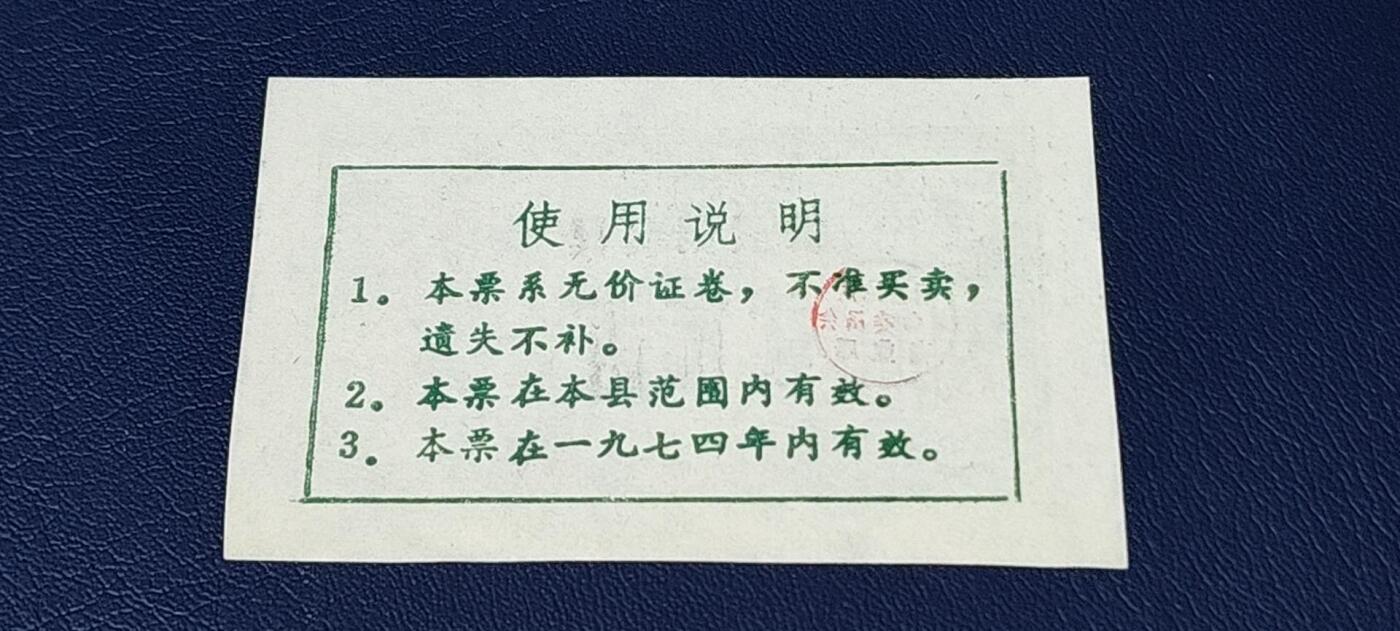 使用说明
1。本票系无价证卷，不准买卖，
遗失不补。
2。本票在本县范围内有效。
3。本票在一九七四年内有效。